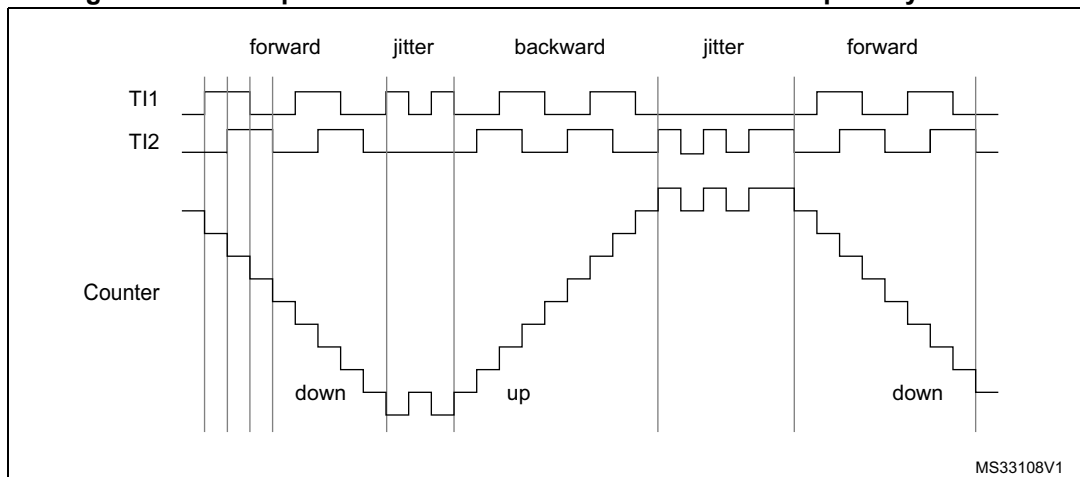 forward jitter backward jitter forward
TI1
TI2
Counter
down up down
MS33108V1